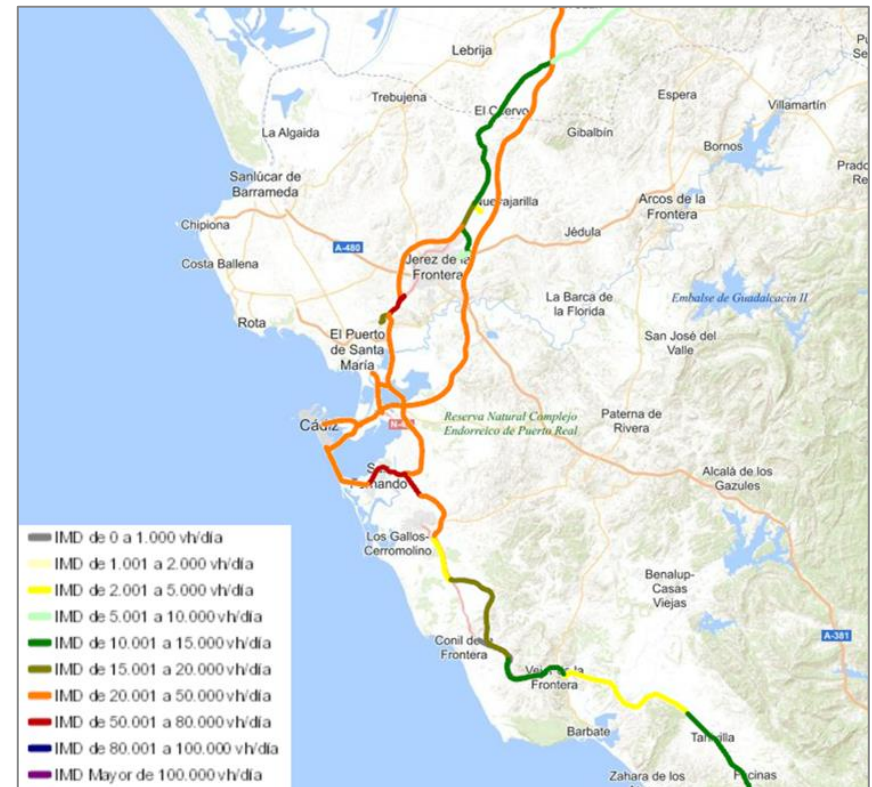 Lebrija
Trebujena
Espera
Villamartín
El Cuervo
La Algaida
Gibalbín
Bornos
Sanlúcar de
Barrameda
Nuevajarilla
Arcos de la
Frontera
Chipiona
A-480
Jédula
Costa Ballena
Jerez de la
Frontera
La Barca de
la Florida
Embalse de Guadalcacín II
Rota
El Puerto
de Santa
María
San José del
Valle
Reserva Natural Complejo
Endorreico de Puerto Real
Paterna de
Rivera
Cádiz
Alcalá de los
Gazules
Fernando
Los Gallos-
Cerromolino
Benalup-
Casas
Viejas
A-381
Conil de la
Frontera
Vejer de la
Frontera
Barbate
Zahara de los
IMD de 0 a 1.000 vh/día
IMD de 1.001 a 2.000 vh/día
IMD de 2.001 a 5.000 vh/día
IMD de 5.001 a 10.000 vh/día
IMD de 10.001 a 15.000 vh/día
IMD de 15.001 a 20.000 vh/día
IMD de 20.001 a 50.000 vh/día
IMD de 50.001 a 80.000 vh/día
IMD de 80.001 a 100.000 vh/día
IMD Mayor de 100.000 vh/día